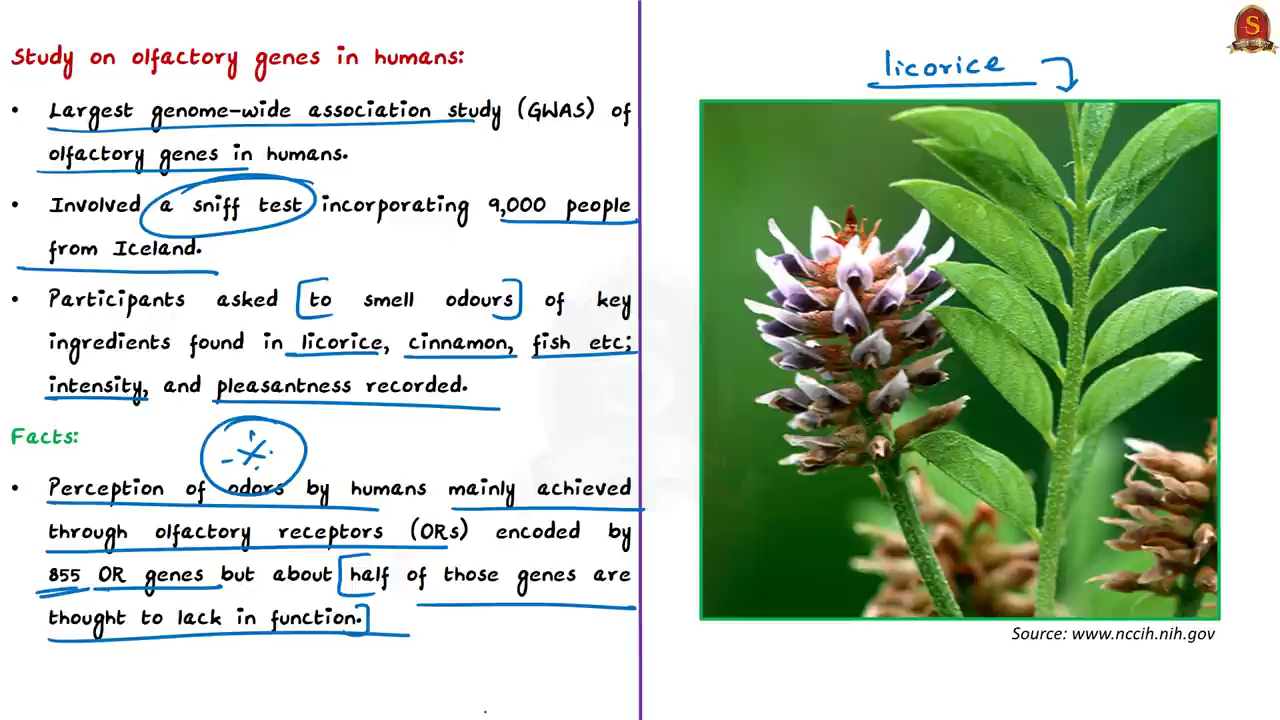 Study on olfactory genes in humans:
• Largest genome-wide association study (GWAS) of
olfactory genes in humans.
• Involved a sniff test incorporating 9,000 people
from Iceland.
• Participants asked to smell odours of key
ingredients found in licorice, cinnamon, fish etc;
intensity, and pleasantness recorded.
Facts:
• Perception of odors by humans mainly achieved
through olfactory receptors (ORs) encoded by
855 OR genes but about half of those genes are
thought to lack in function.
licorice
Source: www.nccih.nih.gov
S